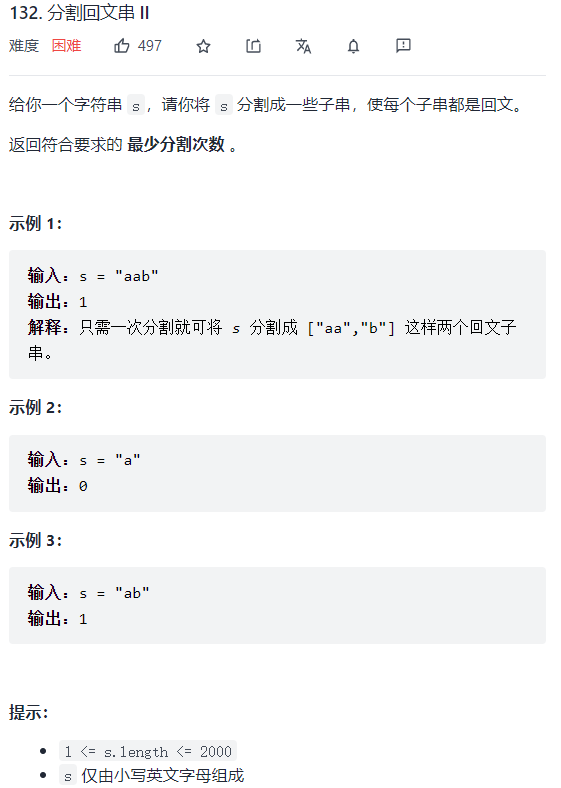 132. 分割回文串 II
难度 困难 497
给你一个字符串 s，请你将 s 分割成一些子串，使每个子串都是回文。
返回符合要求的 最少分割次数 。
示例 1：
输入：s = "aab"
输出：1
解释：只需一次分割就可将 s 分割成 ["aa","b"] 这样两个回文子
串。
示例 2：
输入：s = "a"
输出：0
示例 3：
输入：s = "ab"
输出：1
提示：
1 <= s.length <= 2000
s 仅由小写英文字母组成